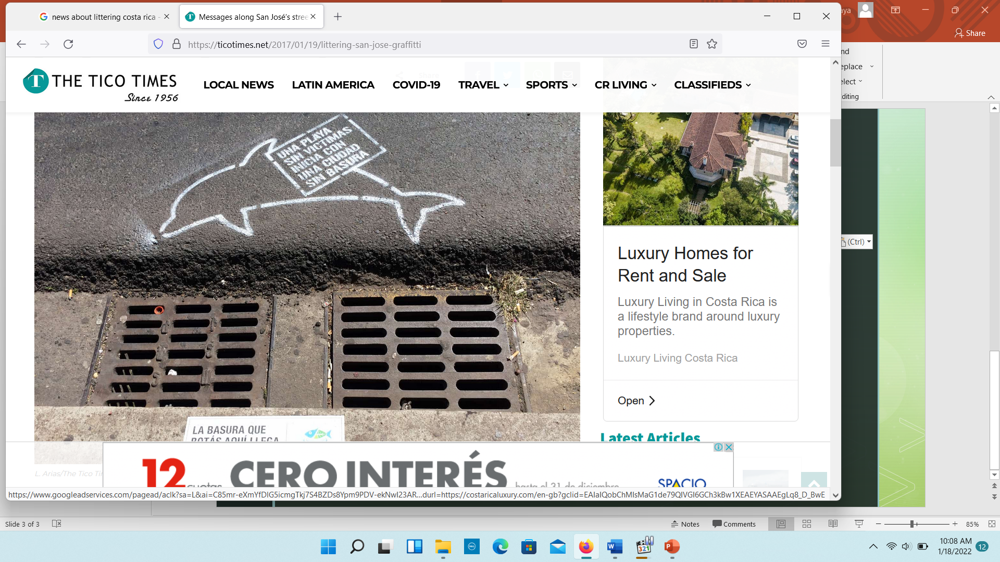 news about littering costa rica -
Messages along San José's stree
https://ticotimes.net/2017/01/19/littering-san-jose-graffitti
aya
Share
nd
eplace
elect
diting
THE TICO TIMES
Since 1956
LOCAL NEWS
LATIN AMERICA
COVID-19
TRAVEL
SPORTS
CR LIVING
CLASSIFIEDS
UNA PLAYA
SIN VICTIMAS
INICIA CON
UNA CIUDAD
SIN BASURA
LA BASURA QUE
BOTÁS AQUÍ LLEGA
L. Arias/The Tico Ti
Luxury Homes for
Rent and Sale
Luxury Living in Costa Rica is
a lifestyle brand around luxury
properties.
Luxury Living Costa Rica
Open
Latest Articles
(Ctrl)
12 cuotas CERO INTERÉS hasta el 31 de diciembre SPACIO
https://www.googleadservices.com/pagead/aclk?sa=L&ai=C85mr-eXmYfDlG5icmgTkj7S4BZDs8Ypm9PDV-ekNwI23AR...durl=https://costaricaluxury.com/en-gb?gclid=EAIaIQobChMIsMaG1de79QIVGI6GCh3kBw1XEAEYASAAEgLq8_D_BwE
Slide 3 of 3
Notes
Comments
85%
DELL
W
321
P
10:08 AM
1/18/2022
12